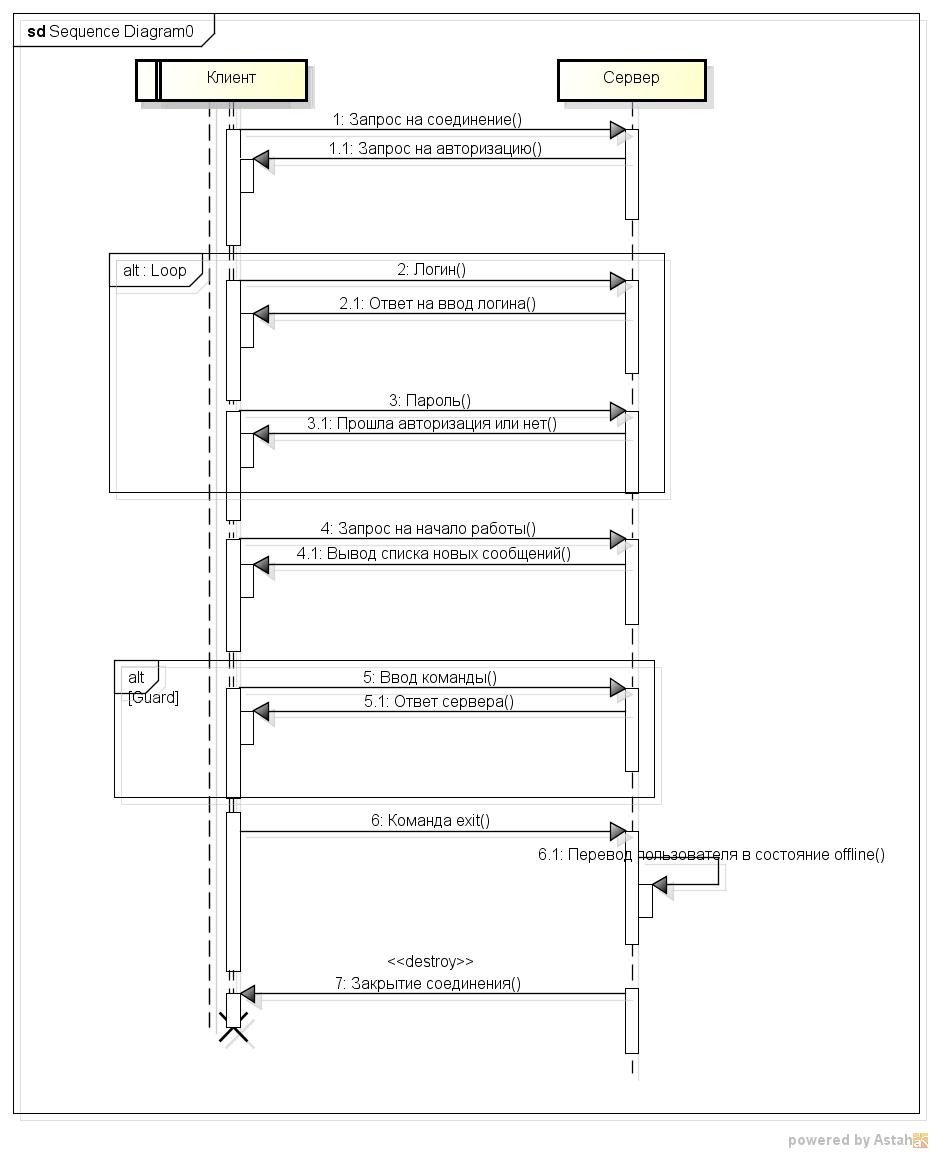 sd Sequence Diagram0
Клиент
Сервер
1: Запрос на соединение()
1.1: Запрос на авторизацию()
alt : Loop
2: Логин()
2.1: Ответ на ввод логина()
3: Пароль()
3.1: Прошла авторизация или нет()
4: Запрос на начало работы()
4.1: Вывод списка новых сообщений()
alt
[Guard]
5: Ввод команды()
5.1: Ответ сервера()
6: Команда exit()
6.1: Перевод пользователя в состояние offline()
<<destroy>>
7: Закрытие соединения()
powered by Astah